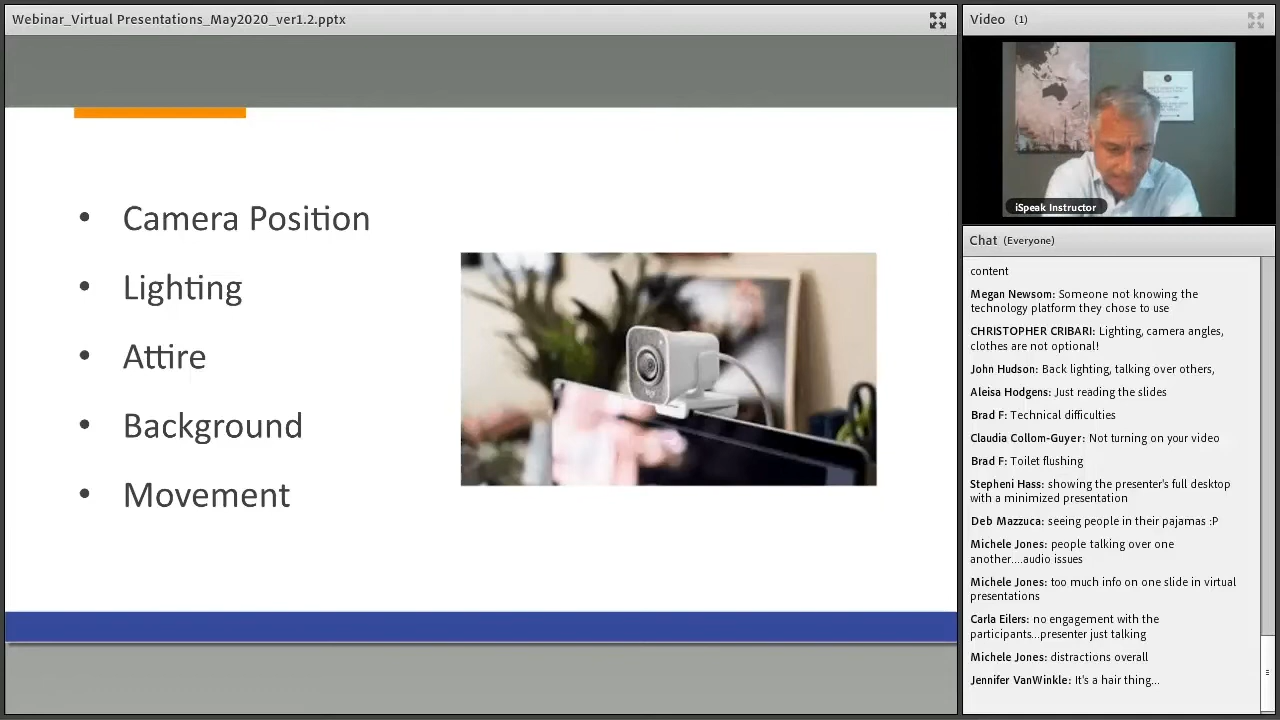 Webinar_Virtual Presentations_May2020_ver1.2.pptx
• Camera Position
• Lighting
• Attire
• Background
• Movement
Video (1)
iSpeak Instructor
Chat (Everyone)
content
Megan Newsom: Someone not knowing the
technology platform they chose to use
CHRISTOPHER CRIBARI: Lighting, camera angles,
clothes are not optional!
John Hudson: Back lighting, talking over others,
Aleisa Hodgens: Just reading the slides
Brad F: Technical difficulties
Claudia Collom-Guyer: Not turning on your video
Brad F: Toilet flushing
Stepheni Hass: showing the presenter's full desktop
with a minimized presentation
Deb Mazzuca: seeing people in their pajamas :P
Michele Jones: people talking over one
another....audio issues
Michele Jones: too much info on one slide in virtual
presentations
Carla Eilers: no engagement with the
participants...presenter just talking
Michele Jones: distractions overall
Jennifer VanWinkle: It's a hair thing...